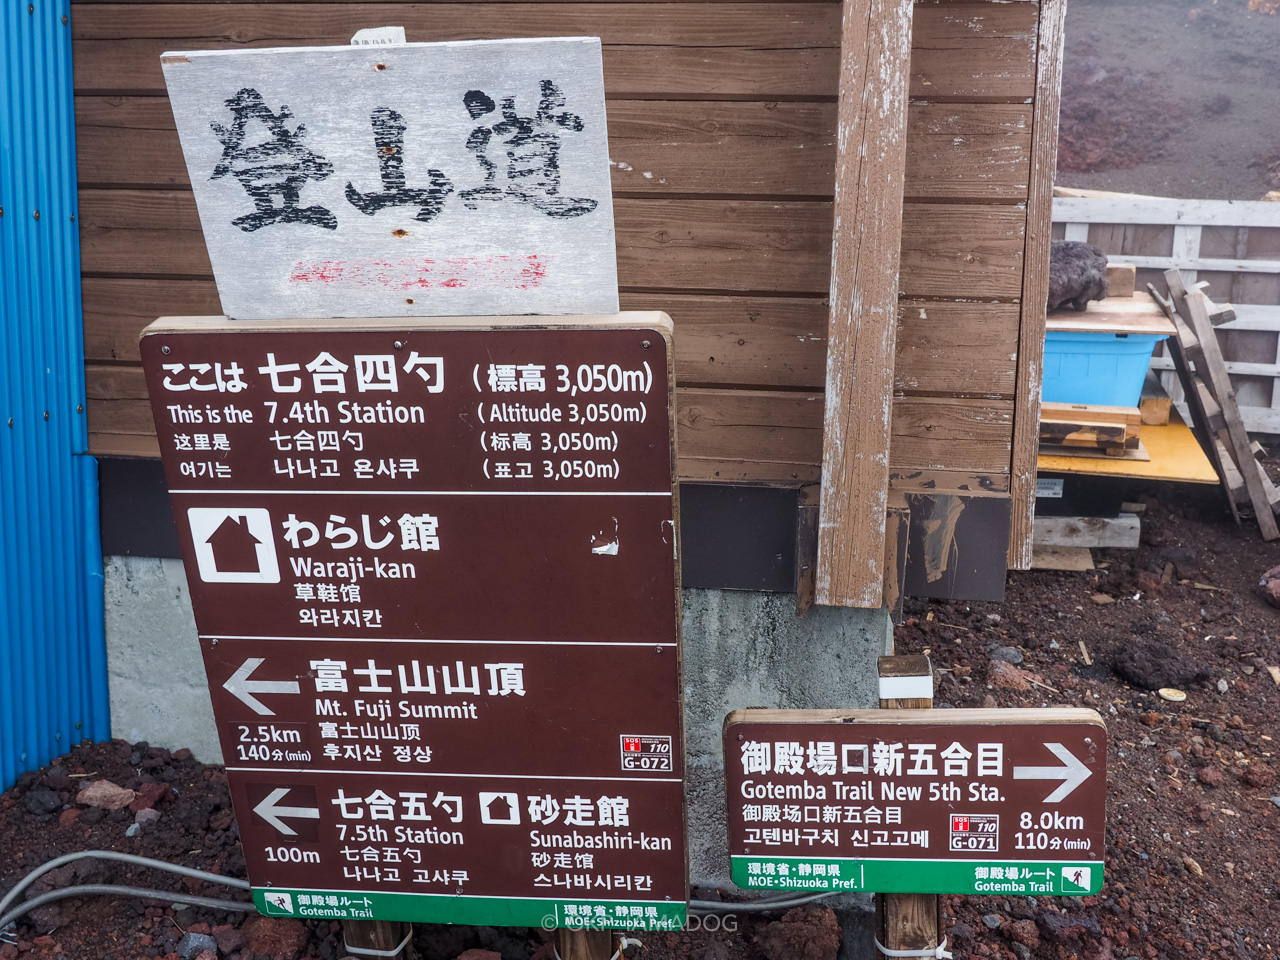 登山道
ここは 七合四勺 (標高 3,050m)
This is the 7.4th Station (Altitude 3,050m)
这里是 七合四勺 (标高 3,050m)
여기는 나나고 욘샤쿠 (표고 3,050m)
わらじ館
Waraji-kan
草鞋馆
와라지칸
富士山山頂
Mt. Fuji Summit
2.5km 富士山山顶
140分(min) 후지산 정상
SOS 110
G-072
七合五勺 砂走館
7.5th Station Sunabashiri-kan
100m 七合五勺 砂走馆
나나고 고샤쿠 스나바시리칸
御殿場ルート 環境省・静岡県
Gotemba Trail MOE・Shizuoka Pref.
御殿場口新五合目
Gotemba Trail New 5th Sta.
御殿场口新五合目 8.0km
고텐바구치 신고고메 110分(min)
SOS 110
G-071
環境省・静岡県 御殿場ルート
MOE・Shizuoka Pref. Gotemba Trail